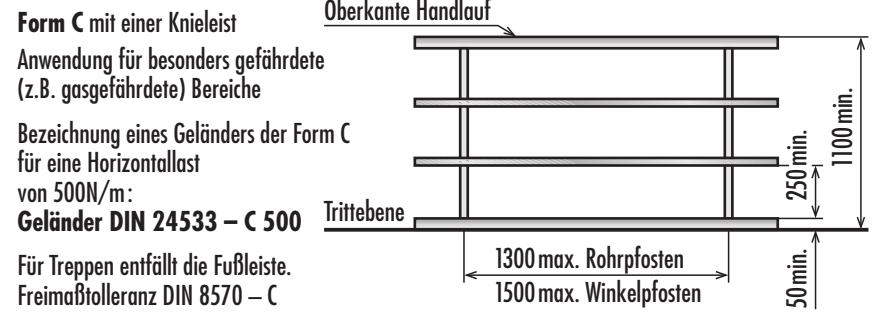 Form C mit einer Knieleist
Anwendung für besonders gefährdete
(z.B. gasgefährdete) Bereiche
Bezeichnung eines Geländers der Form C
für eine Horizontallast
von 500N/m:
Geländer DIN 24533 – C 500
Für Treppen entfällt die Fußleiste.
Freimaßtolleranz DIN 8570 – C
Oberkante Handlauf
Trittebene
1300 max. Rohrpfosten
1500 max. Winkelpfosten
250 min.
1100 min.
50 min.